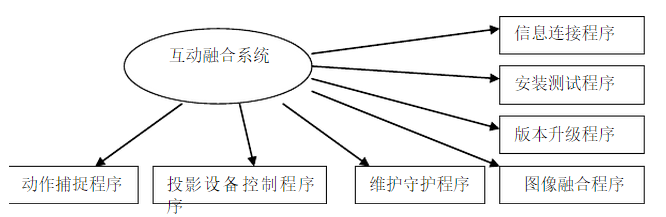 互动融合系统
信息连接程序
安装测试程序
版本升级程序
动作捕捉程序
投影设备控制程序
序
维护守护程序
图像融合程序